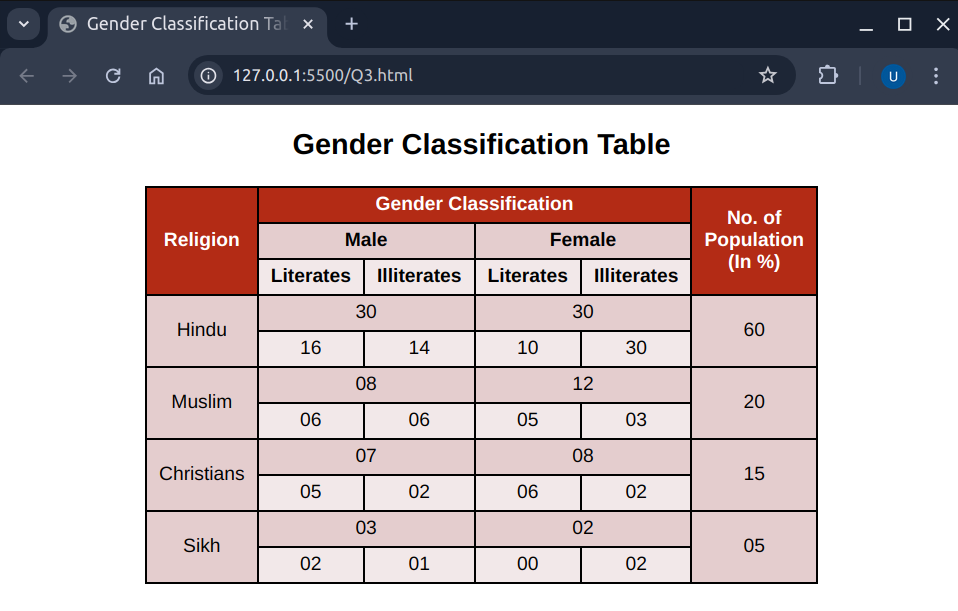 Gender Classification Tal
127.0.0.1:5500/Q3.html
U
Gender Classification Table
Religion
Gender Classification
No. of
Population
(In %)
Male Female
Literates Illiterates Literates Illiterates
Hindu 30 30 60
16 14 10 30
Muslim 08 12 20
06 06 05 03
Christians 07 08 15
05 02 06 02
Sikh 03 02 05
02 01 00 02